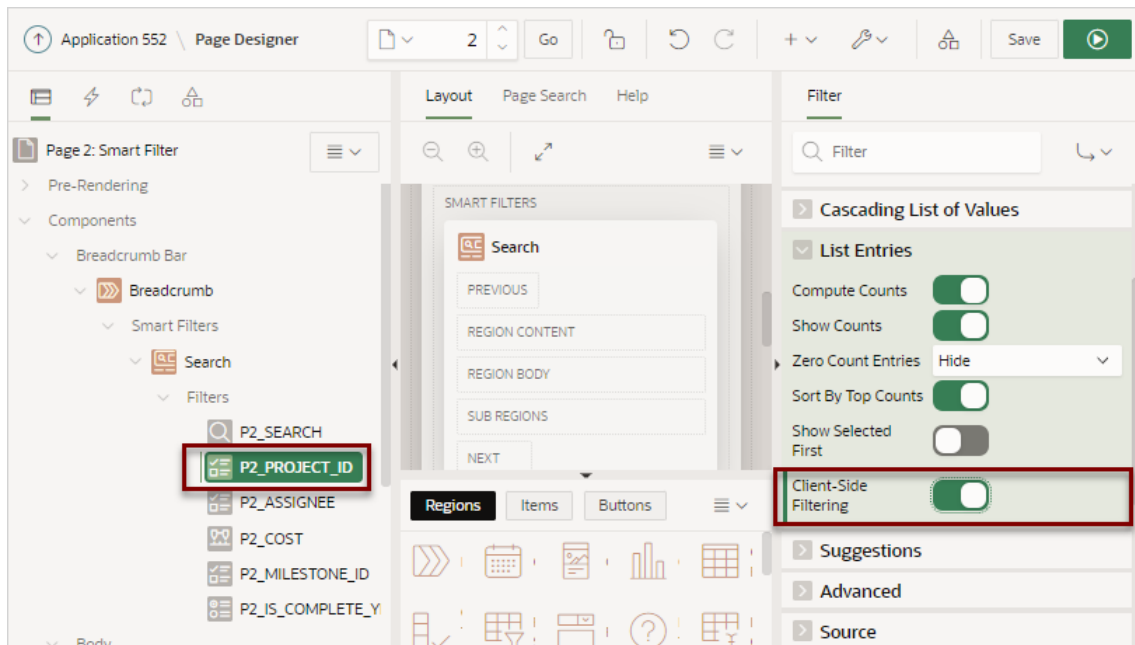 Application 552 \ Page Designer
2
Go
Save
Layout
Page Search
Help
Filter
Page 2: Smart Filter
Pre-Rendering
Components
Breadcrumb Bar
Breadcrumb
Smart Filters
Search
Filters
P2_SEARCH
P2_PROJECT_ID
P2_ASSIGNEE
P2_COST
P2_MILESTONE_ID
P2_IS_COMPLETE_Y
Body
SMART FILTERS
Search
PREVIOUS
REGION CONTENT
REGION BODY
SUB REGIONS
NEXT
Regions
Items
Buttons
Filter
Cascading List of Values
List Entries
Compute Counts
Show Counts
Zero Count Entries Hide
Sort By Top Counts
Show Selected
First
Client-Side
Filtering
Suggestions
Advanced
Source